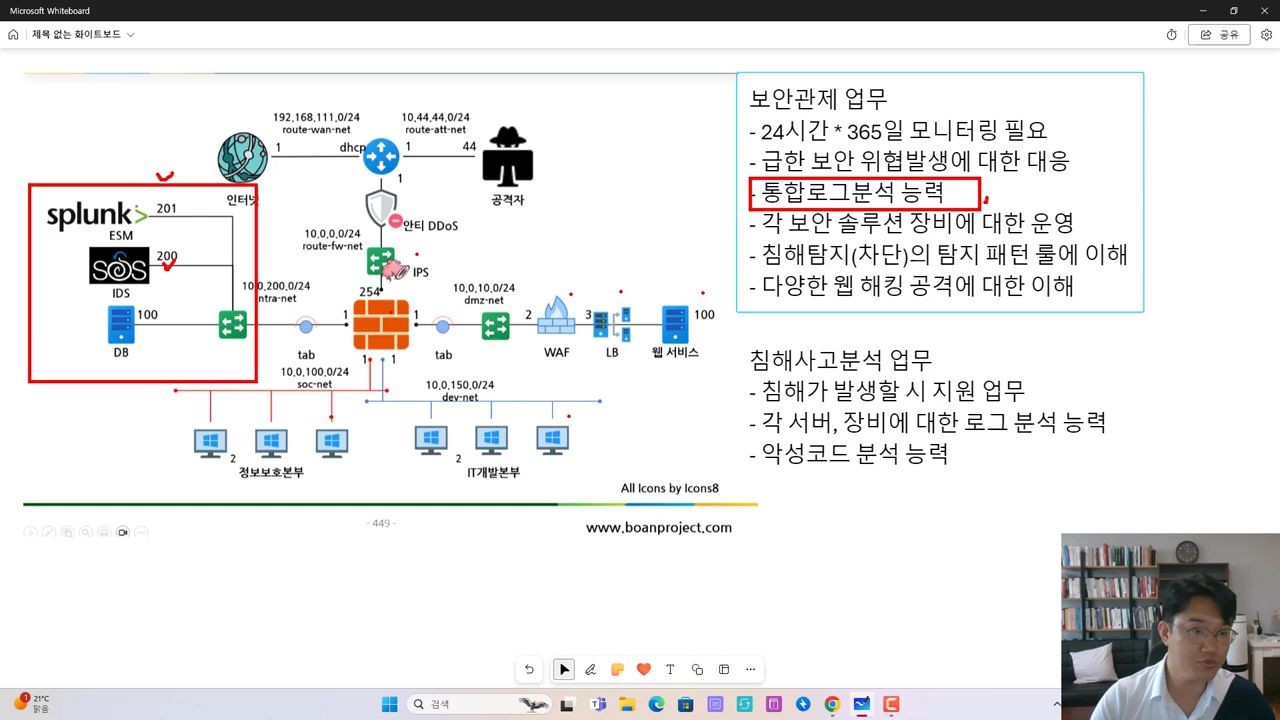 Microsoft Whiteboard
제목 없는 화이트보드
공유
192,168,111,0/24
route-wan-net
10,44,44,0/24
route-att-net
1
dhcp
1
44
1
인터넷
공격자
안티 DDoS
splunk>
201
ESM
10,0,0,0/24
route-fw-net
SOS
200
IDS
IPS
10,0,200,0/24
intra-net
254
10,0,10,0/24
dmz-net
100
DB
1
1
2
3
100
tab
tab
WAF
LB
웹 서비스
1
1
10,0,100,0/24
soc-net
10,0,150,0/24
dev-net
2
정보보호본부
2
IT개발본부
All Icons by Icons8
- 449 -
www.boanproject.com
보안관제 업무
- 24시간 * 365일 모니터링 필요
- 급한 보안 위협발생에 대한 대응
- 통합로그분석 능력
- 각 보안 솔루션 장비에 대한 운영
- 침해탐지(차단)의 탐지 패턴 룰에 이해
- 다양한 웹 해킹 공격에 대한 이해
침해사고분석 업무
- 침해가 발생할 시 지원 업무
- 각 서버, 장비에 대한 로그 분석 능력
- 악성코드 분석 능력
T
1
21°C
맑음
검색